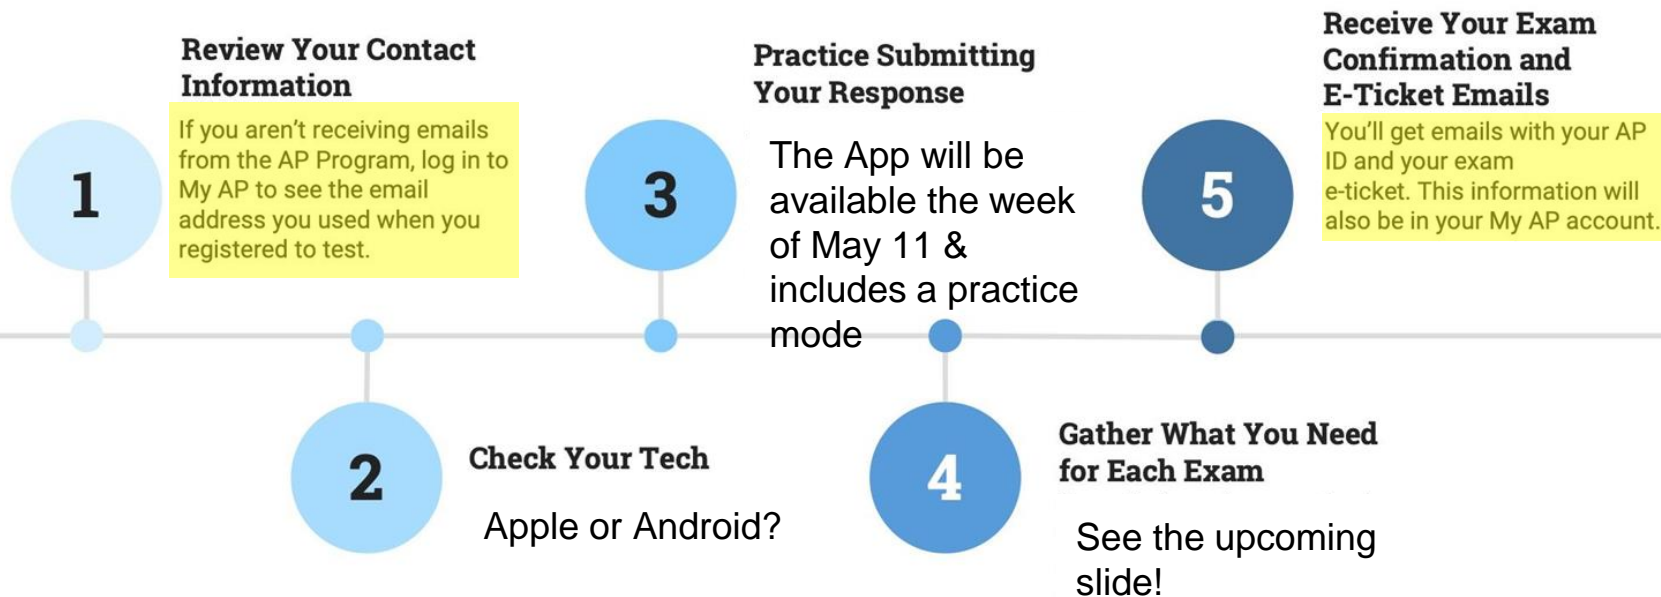 1
Review Your Contact
Information
If you aren't receiving emails
from the AP Program, log in to
My AP to see the email
address you used when you
registered to test.
2
Check Your Tech
Apple or Android?
3
Practice Submitting
Your Response
The App will be
available the week
of May 11 &
includes a practice
mode
4
Gather What You Need
for Each Exam
See the upcoming
slide!
5
Receive Your Exam
Confirmation and
E-Ticket Emails
You'll get emails with your AP
ID and your exam
e-ticket. This information will
also be in your My AP account.